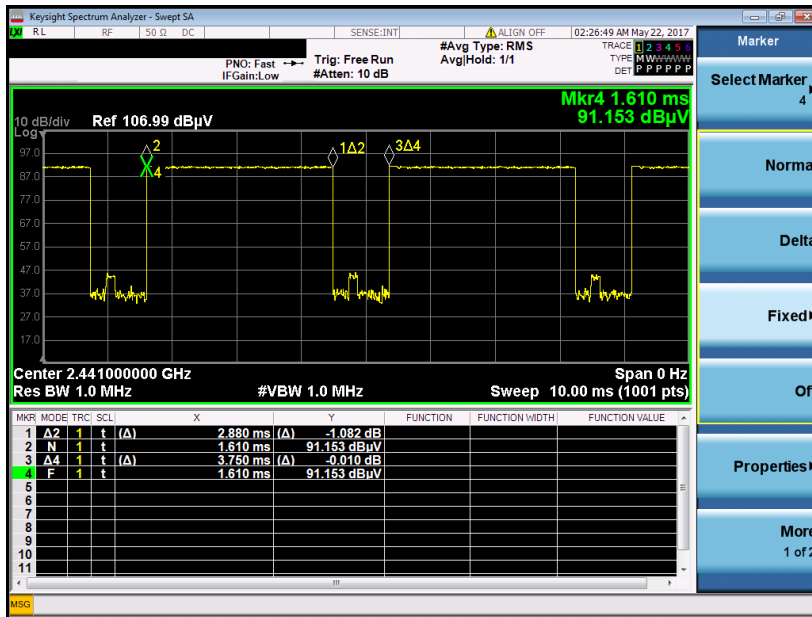 Keysight Spectrum Analyzer - Swept SA
LXI RL RF 50 Ω DC SENSE:INT ALIGN OFF 02:26:49 AM May 22, 2017
Marker
#Avg Type: RMS TRACE 1 2 3 4 5 6
PNO: Fast Trig: Free Run Avg|Hold: 1/1 TYPE MWWWWW
IFGain:Low #Atten: 10 dB DET P P P P P P
Select Marker
4
Mkr4 1.610 ms
10 dB/div Ref 106.99 dBµV 91.153 dBµV
Log
97.0
87.0
77.0
67.0
57.0
47.0
37.0
27.0
17.0
2
4
1Δ2
3Δ4
Normal
Delta
Fixed
Off
Center 2.441000000 GHz Span 0 Hz
Res BW 1.0 MHz #VBW 1.0 MHz Sweep 10.00 ms (1001 pts)
MKR MODE TRC SCL X Y FUNCTION FUNCTION WIDTH FUNCTION VALUE
1 Δ2 1 t (Δ) 2.880 ms (Δ) -1.082 dB
2 N 1 t 1.610 ms 91.153 dBµV
3 Δ4 1 t (Δ) 3.750 ms (Δ) -0.010 dB
4 F 1 t 1.610 ms 91.153 dBµV
5
6
7
8
9
10
11
Properties
More
1 of 2
MSG